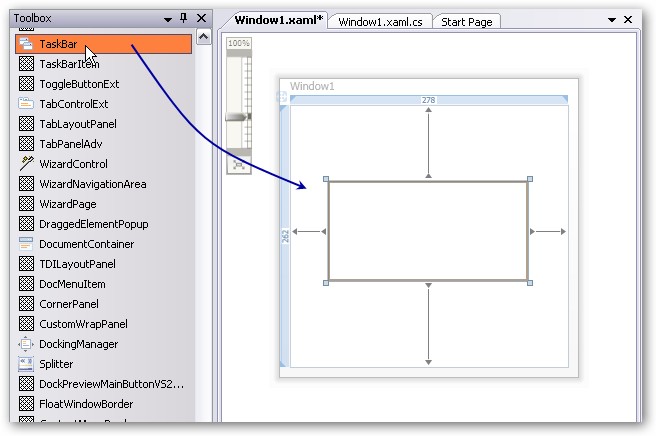 Toolbox
TaskBar
TaskBarItem
ToggleButtonExt
TabControlExt
TabLayoutPanel
TabPanelAdv
WizardControl
WizardNavigationArea
WizardPage
DraggedElementPopup
DocumentContainer
TDILayoutPanel
DocMenuItem
CornerPanel
CustomWrapPanel
DockingManager
Splitter
DockPreviewMainButtonVS2...
FloatWindowBorder
Window1.xaml* Window1.xaml.cs Start Page
100%
Window1
278
262